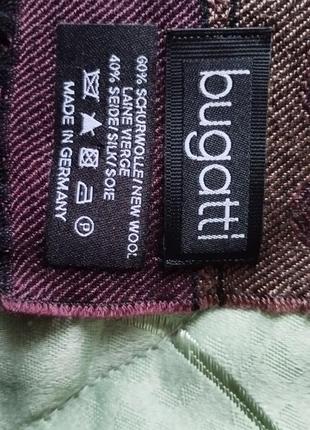 bugatti
60% SCHURWOLLE / NEW WOOL
LAINE VIERGE
40% SEIDE / SILK / SOIE
P
MADE IN GERMANY